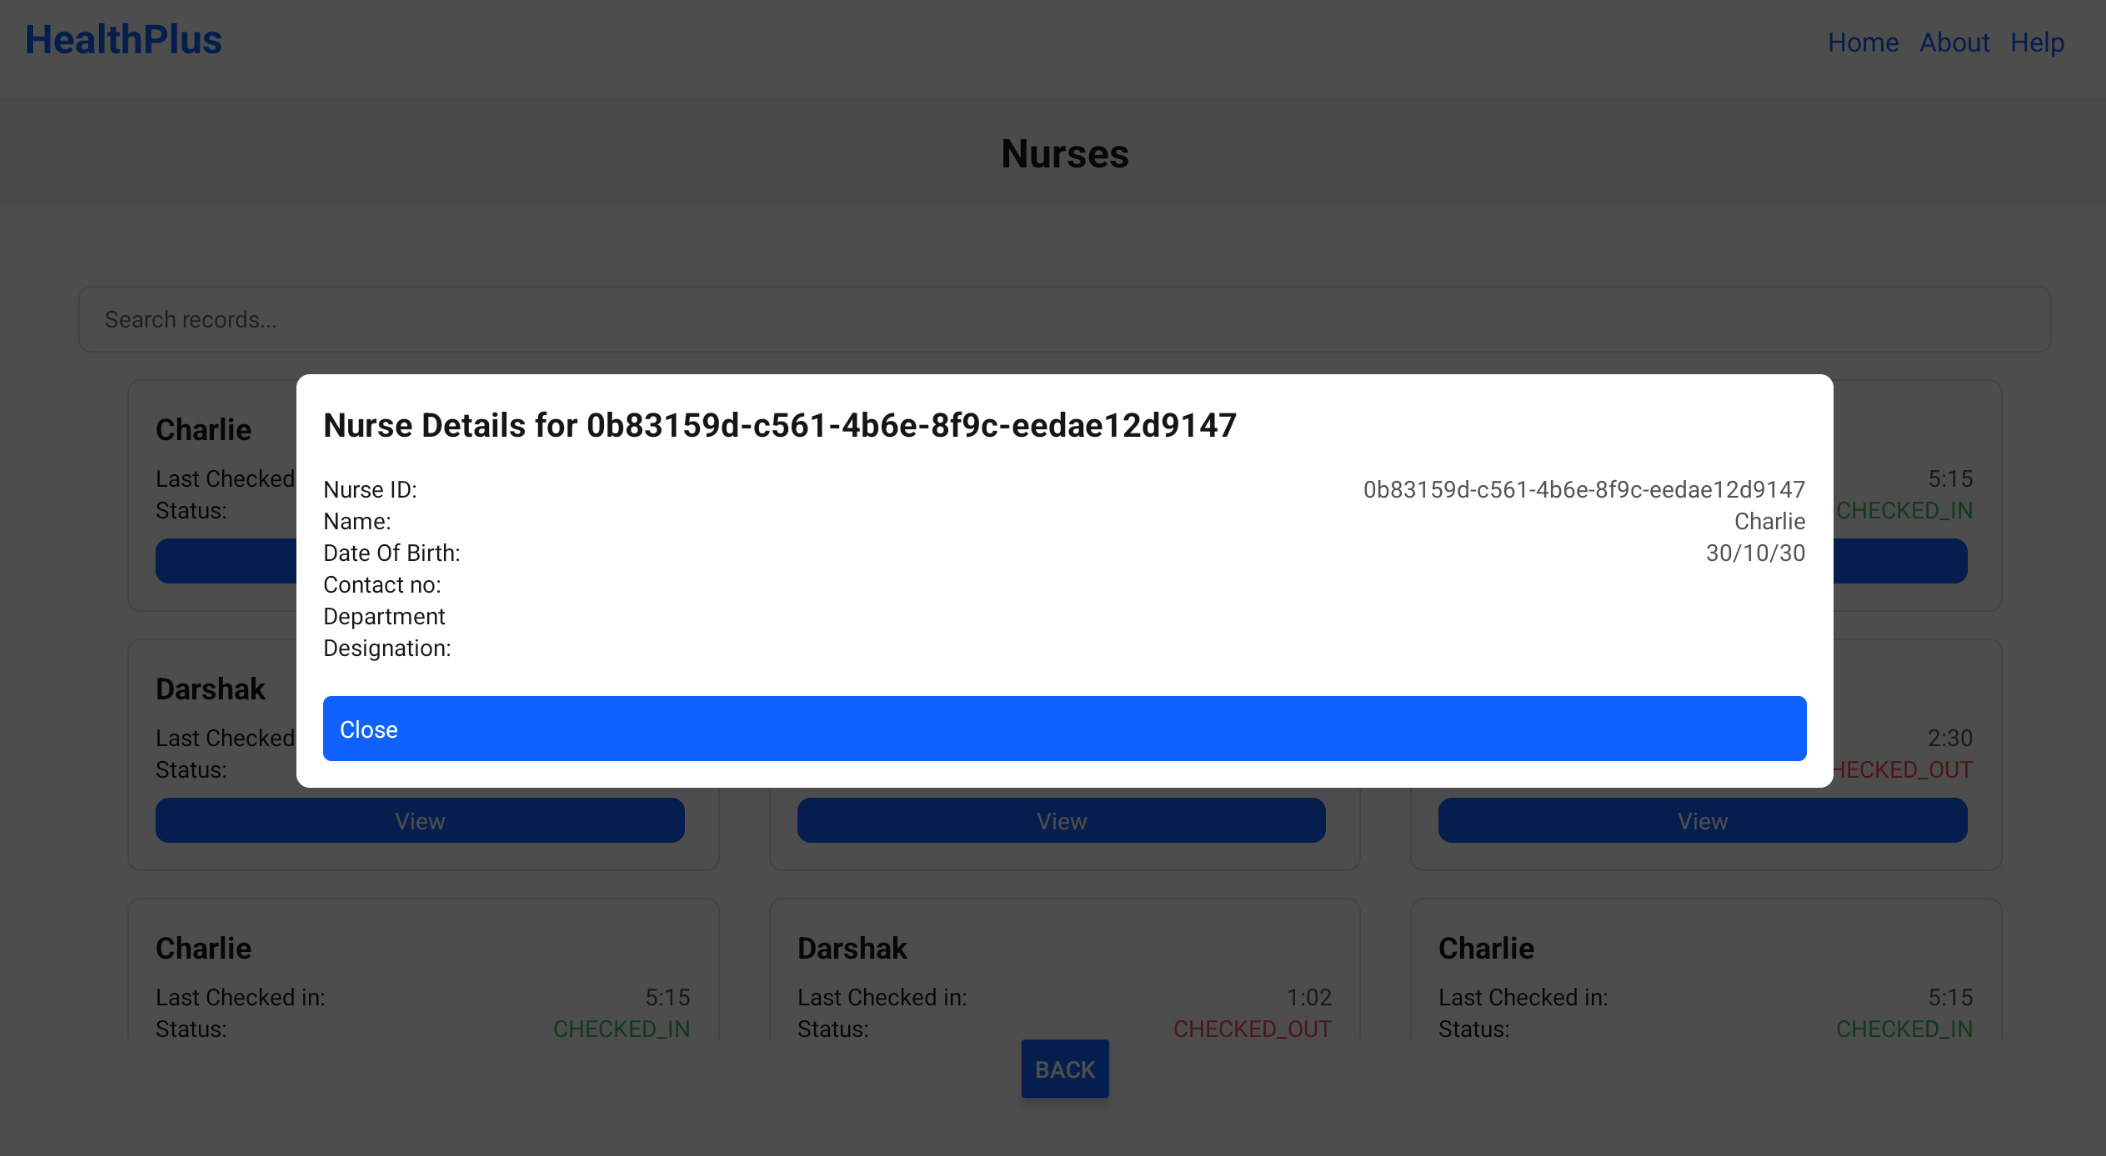 HealthPlus
Home About Help
Nurses
Search records...
Charlie
Last Checked
Status:
5:15
CHECKED_IN
Nurse Details for 0b83159d-c561-4b6e-8f9c-eedae12d9147
Nurse ID: 0b83159d-c561-4b6e-8f9c-eedae12d9147
Name: Charlie
Date Of Birth: 30/10/30
Contact no:
Department
Designation:
Close
Darshak
Last Checked
Status:
View
View
2:30
HECKED_OUT
View
Charlie
Last Checked in: 5:15
Status: CHECKED_IN
Darshak
Last Checked in: 1:02
Status: CHECKED_OUT
Charlie
Last Checked in: 5:15
Status: CHECKED_IN
BACK